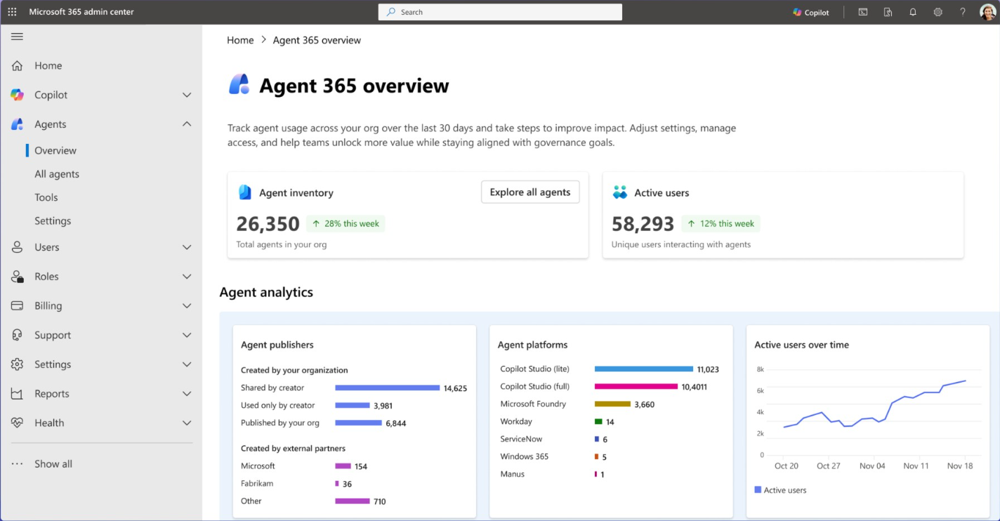 Microsoft 365 admin center
Search
Copilot
?
Home
Copilot
Agents
Overview
All agents
Tools
Settings
Users
Roles
Billing
Support
Settings
Reports
Health
Show all
Home > Agent 365 overview
Agent 365 overview
Track agent usage across your org over the last 30 days and take steps to improve impact. Adjust settings, manage
access, and help teams unlock more value while staying aligned with governance goals.
Agent inventory
Explore all agents
26,350 ↑ 28% this week
Total agents in your org
Active users
58,293 ↑ 12% this week
Unique users interacting with agents
Agent analytics
Agent publishers
Created by your organization
Shared by creator 14,625
Used only by creator 3,981
Published by your org 6,844
Created by external partners
Microsoft 154
Fabrikam 36
Other 710
Agent platforms
Copilot Studio (lite) 11,023
Copilot Studio (full) 10,4011
Microsoft Foundry 3,660
Workday 14
ServiceNow 6
Windows 365 5
Manus 1
Active users over time
8k
6k
4k
2k
0
Oct 20 Oct 27 Nov 04 Nov 11 Nov 18
Active users